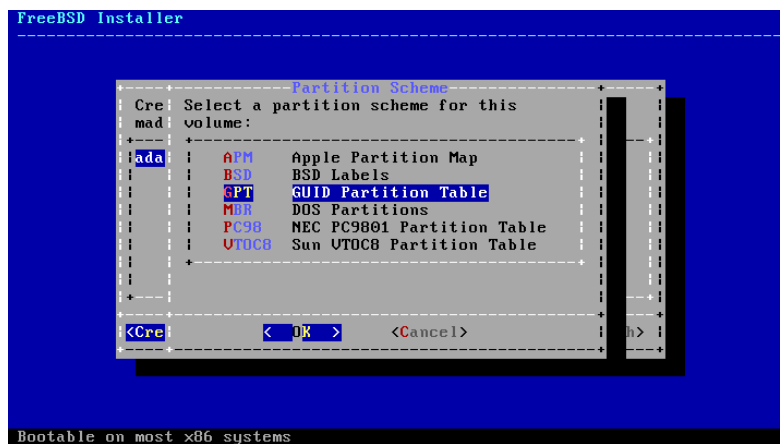 FreeBSD Installer
Partition Scheme
Cre Select a partition scheme for this
mad volume:
ada APM Apple Partition Map
BSD BSD Labels
GPT GUID Partition Table
MBR DOS Partitions
PC98 NEC PC9801 Partition Table
VTOC8 Sun VTOC8 Partition Table
<Cre < OK > <Cancel> h>
Bootable on most x86 systems